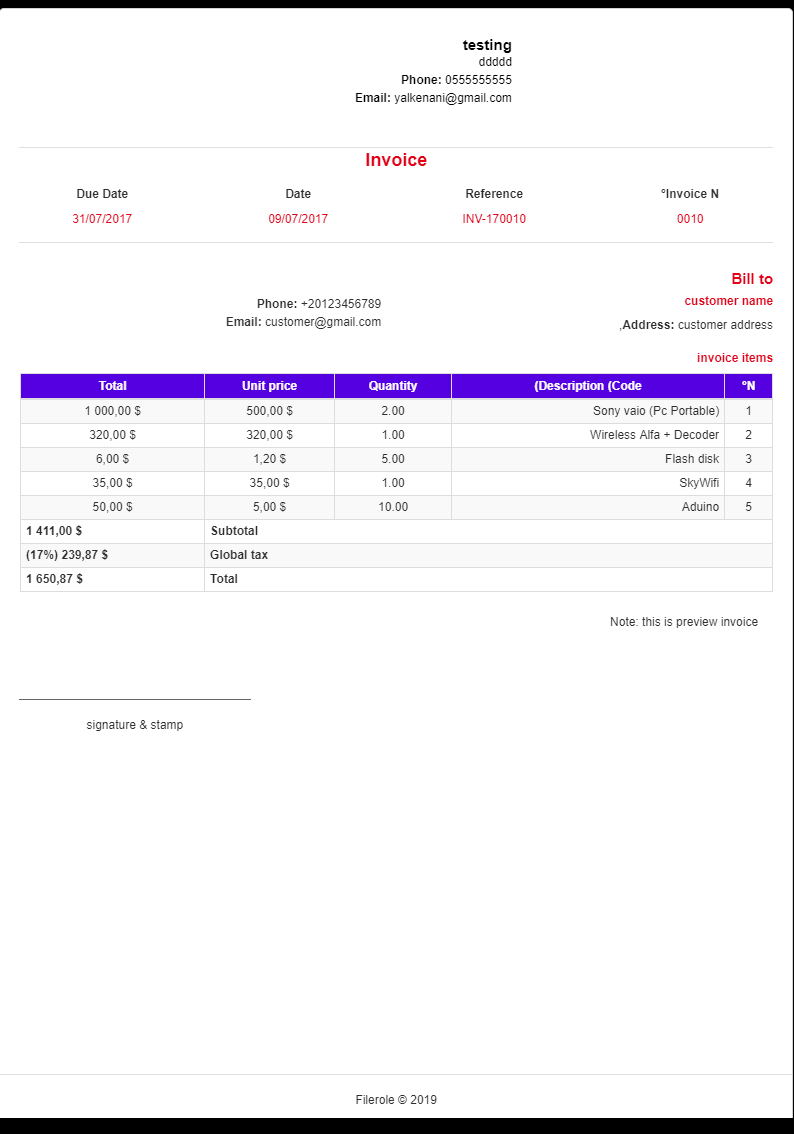 testing
ddddd
Phone: 0555555555
Email: yalkenani@gmail.com
Invoice
Due Date Date Reference °Invoice N
31/07/2017 09/07/2017 INV-170010 0010
Bill to
customer name
Phone: +20123456789
Email: customer@gmail.com
,Address: customer address
invoice items
Total Unit price Quantity (Description (Code °N
1 000,00 $ 500,00 $ 2.00 Sony vaio (Pc Portable) 1
320,00 $ 320,00 $ 1.00 Wireless Alfa + Decoder 2
6,00 $ 1,20 $ 5.00 Flash disk 3
35,00 $ 35,00 $ 1.00 SkyWifi 4
50,00 $ 5,00 $ 10.00 Aduino 5
1 411,00 $ Subtotal
(17%) 239,87 $ Global tax
1 650,87 $ Total
Note: this is preview invoice
signature & stamp
Filerole © 2019